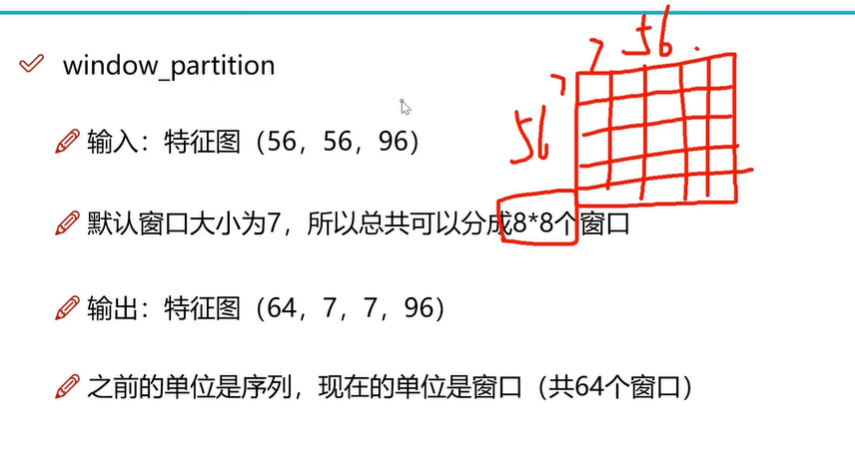 window_partition
56
7
7
56
输入：特征图（56，56，96）
默认窗口大小为7，所以总共可以分成8*8个窗口
输出：特征图（64，7，7，96）
之前的单位是序列，现在的单位是窗口（共64个窗口）